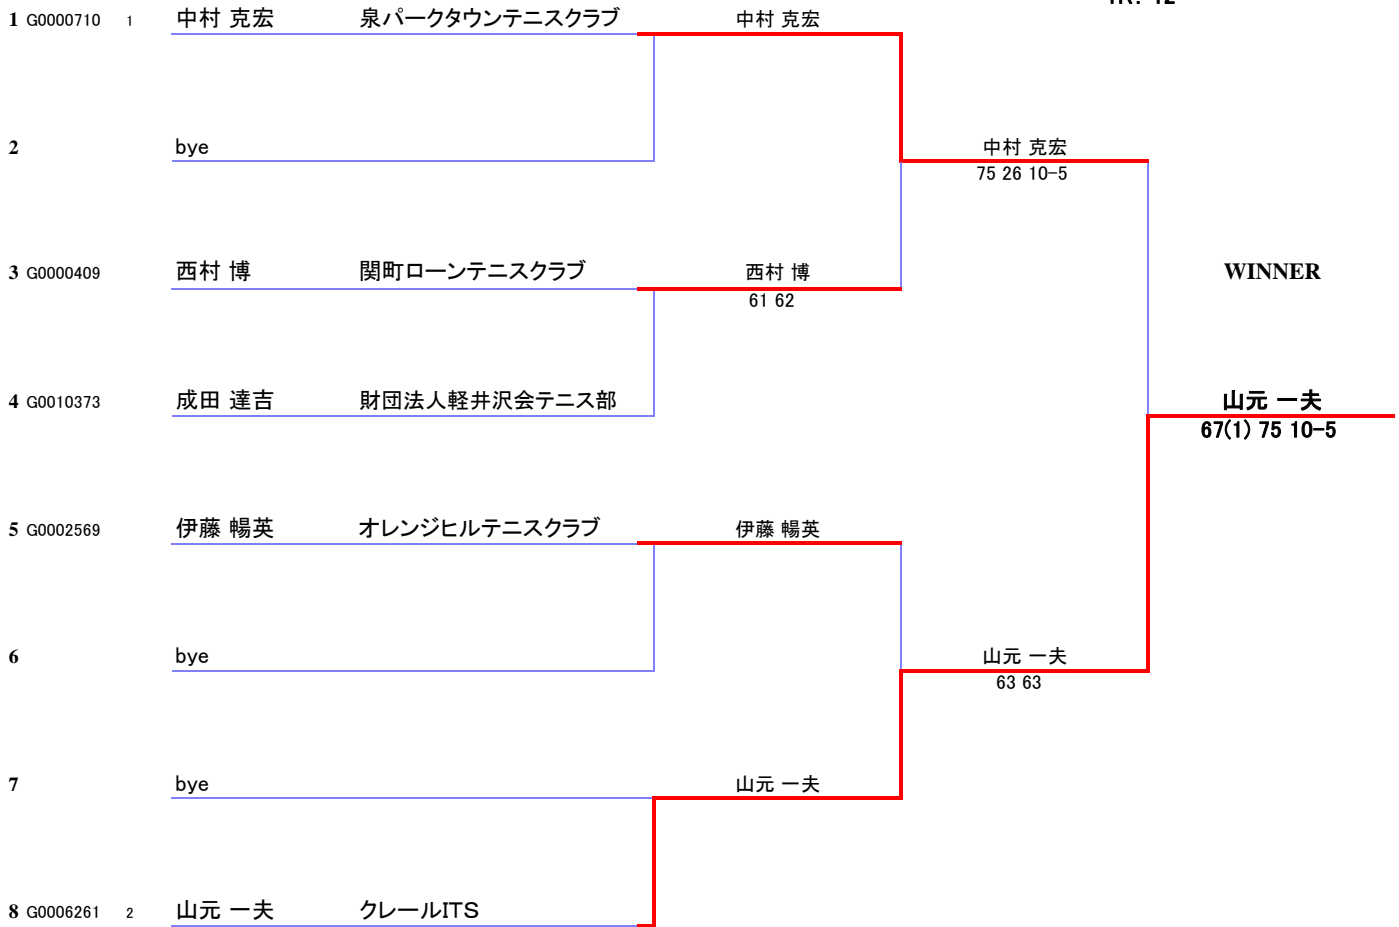 1 G0000710 1 中村 克宏 泉パークタウンテニスクラブ 中村 克宏
2 bye 中村 克宏
75 26 10-5
3 G0000409 西村 博 関町ローンテニスクラブ 西村 博 WINNER
61 62
4 G0010373 成田 達吉 財団法人軽井沢会テニス部 山元 一夫
67(1) 75 10-5
5 G0002569 伊藤 暢英 オレンジヒルテニスクラブ 伊藤 暢英
6 bye 山元 一夫
63 63
7 bye 山元 一夫
8 G0006261 2 山元 一夫 クレールITS